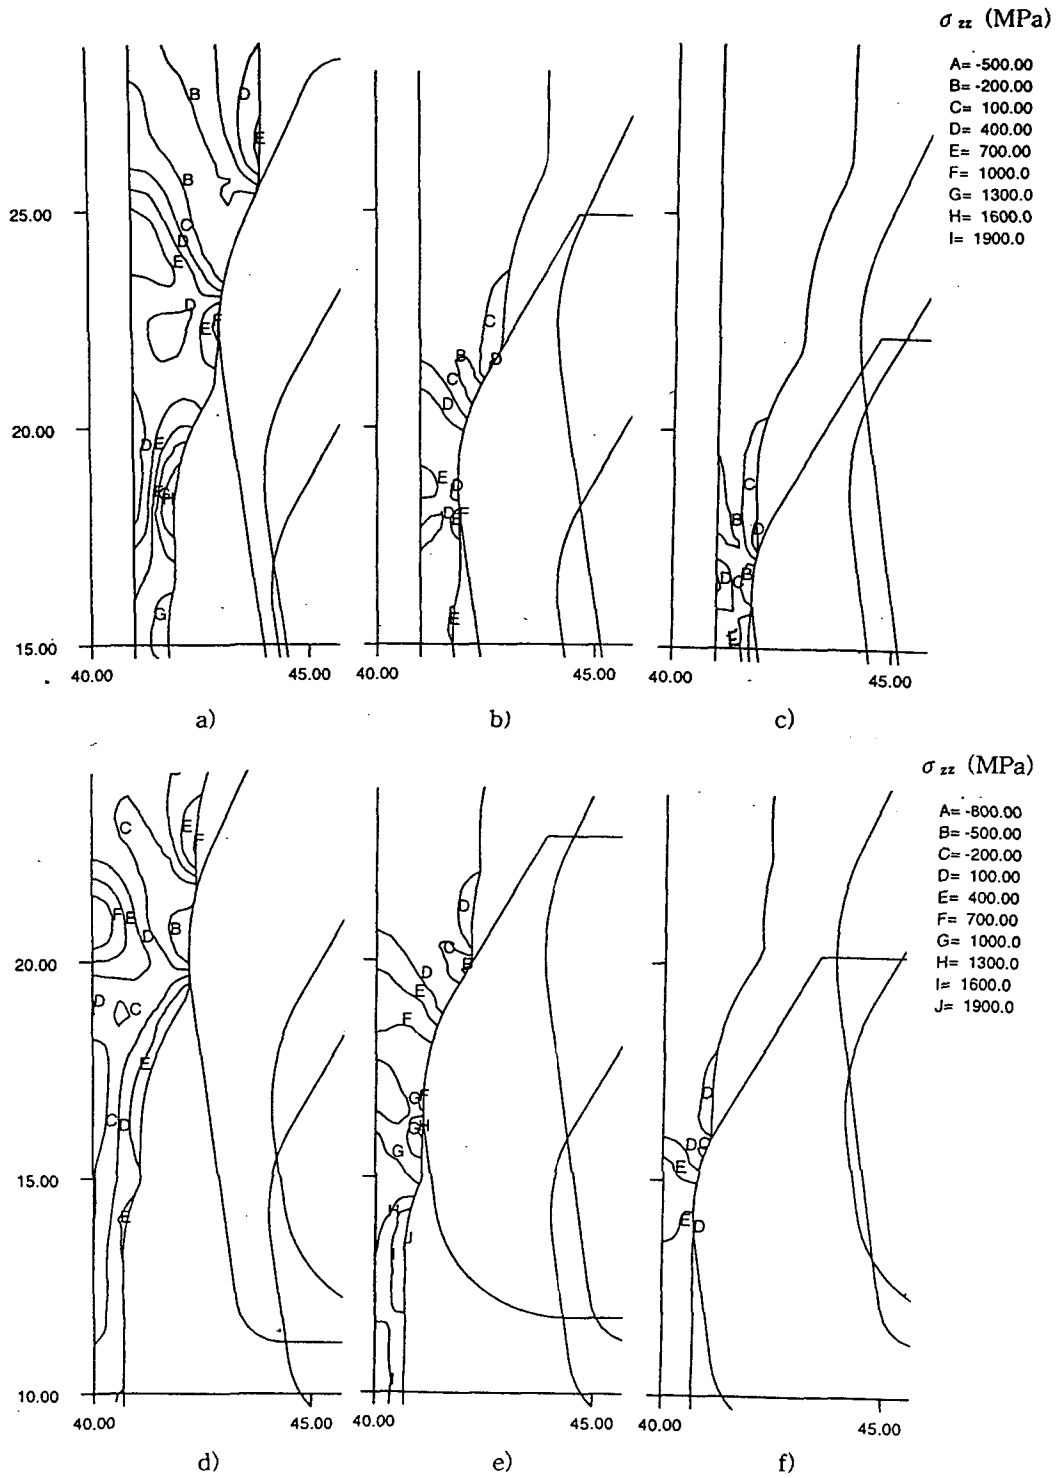 σ zz (MPa)
A= -500.00
B= -200.00
C= 100.00
D= 400.00
E= 700.00
F= 1000.0
G= 1300.0
H= 1600.0
I= 1900.0
B
D
E
B
C
D
E
D
E
F
D
E
G
H
G
C
B
C
D
D
E
D
D
E
F
E
C
B
D
D
C
B
E
25.00
20.00
15.00
40.00 45.00
40.00 45.00
40.00 45.00
a) b) c)
σ zz (MPa)
A= -800.00
B= -500.00
C= -200.00
D= 100.00
E= 400.00
F= 700.00
G= 1000.0
H= 1300.0
I= 1600.0
J= 1900.0
C
E
F
F
E
D
B
D
C
E
C
D
E
D
C
B
D
E
F
G
F
G
H
G
H
J
I
D
D
C
E
E
D
20.00
15.00
10.00
40.00 45.00
40.00 45.00
40.00 45.00
d) e) f)